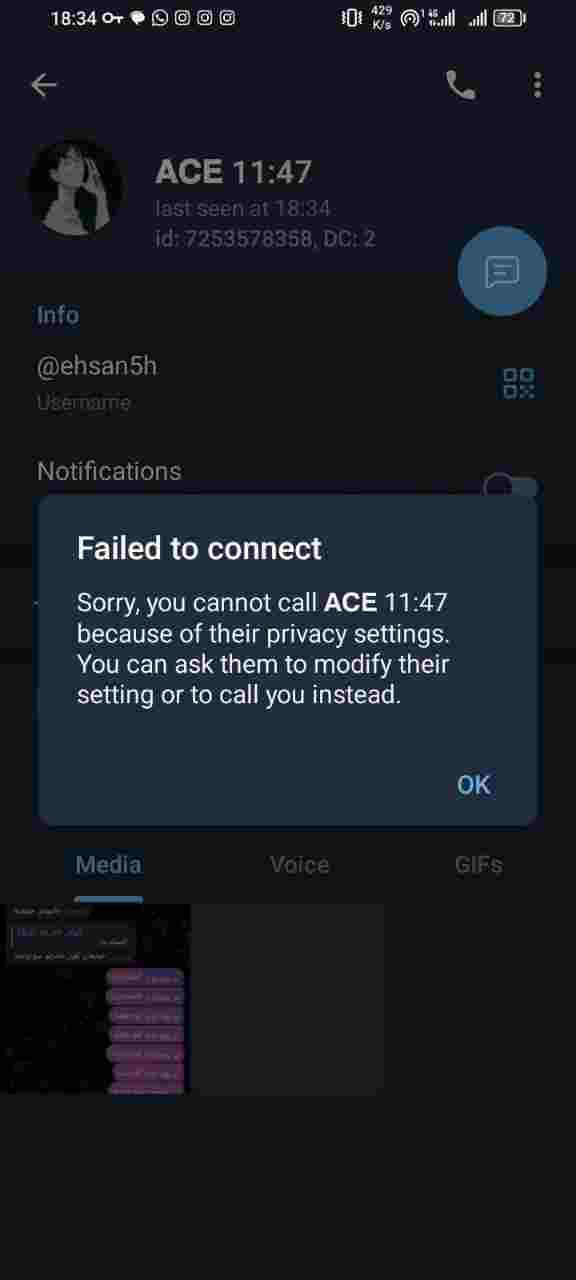 18:34
429
K/s
1 4G
72
ACE 11:47
last seen at 18:34
id: 7253578358, DC: 2
Info
@ehsan5h
Username
Notifications
Failed to connect
Sorry, you cannot call ACE 11:47
because of their privacy settings.
You can ask them to modify their
setting or to call you instead.
OK
Media
Voice
GIFs